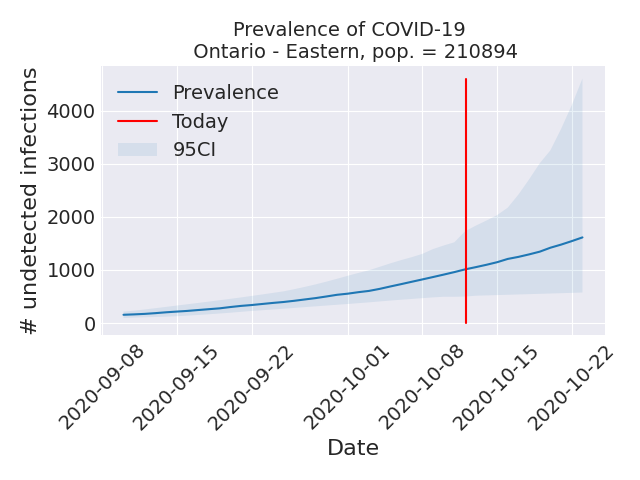 Prevalence of COVID-19
Ontario - Eastern, pop. = 210894
# undetected infections
4000
3000
2000
1000
0
Prevalence
Today
95CI
2020-09-08
2020-09-15
2020-09-22
2020-10-01
2020-10-08
2020-10-15
2020-10-22
Date